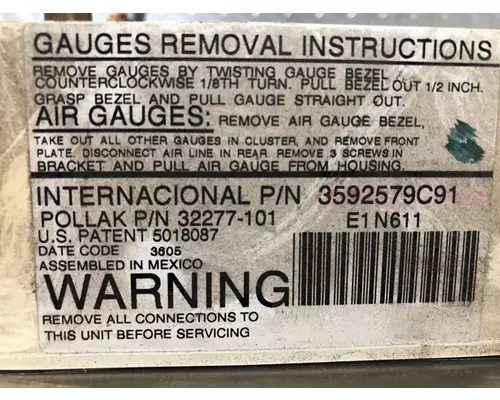 GAUGES REMOVAL INSTRUCTIONS
REMOVE GAUGES BY TWISTING GAUGE BEZEL
COUNTERCLOCKWISE 1/8TH TURN. PULL BEZEL OUT 1/2 INCH.
GRASP BEZEL AND PULL GAUGE STRAIGHT OUT.
AIR GAUGES: REMOVE AIR GAUGE BEZEL,
TAKE OUT ALL OTHER GAUGES IN CLUSTER, AND REMOVE FRONT
PLATE. DISCONNECT AIR LINE IN REAR. REMOVE 3 SCREWS IN
BRACKET AND PULL AIR GAUGE FROM HOUSING.
INTERNACIONAL P/N 3592579C91
POLLAK P/N 32277-101 E1N611
U.S. PATENT 5018087
DATE CODE 3605
ASSEMBLED IN MEXICO
WARNING
REMOVE ALL CONNECTIONS TO
THIS UNIT BEFORE SERVICING